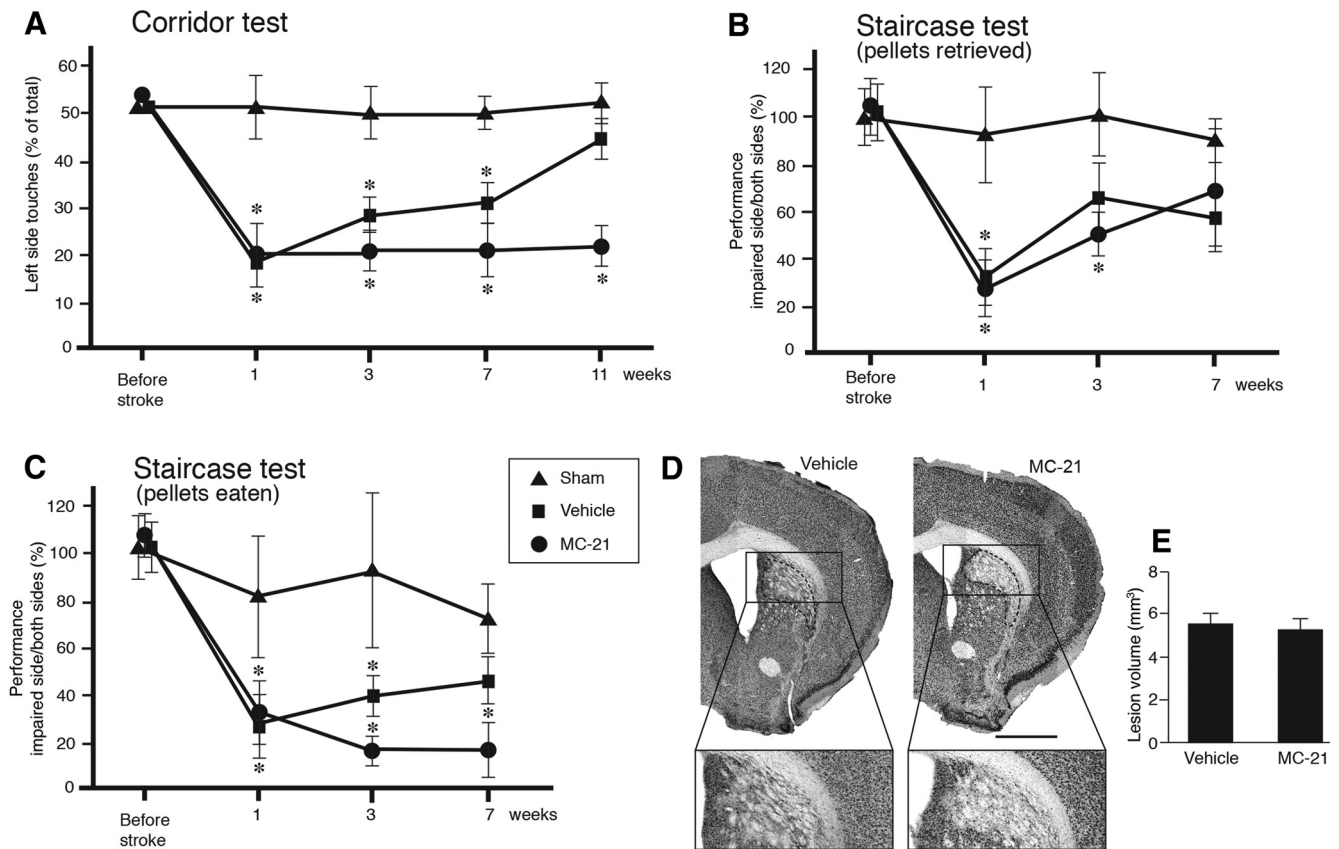 A
Corridor test
Left side touches (% of total)
60
50
40
30
20
10
0
*
*
*
*
*
*
*
Before
stroke
1
3
7
11
weeks
B
Staircase test
(pellets retrieved)
Performance
impaired side/both sides (%)
120
100
80
60
40
20
0
*
*
*
Before
stroke
1
3
7
weeks
C
Staircase test
(pellets eaten)
Performance
impaired side/both sides (%)
120
100
80
60
40
20
0
*
*
*
*
*
Before
stroke
1
3
7
weeks
Sham
Vehicle
MC-21
D
Vehicle
MC-21
E
Lesion volume (mm³)
8
6
4
2
0
Vehicle
MC-21